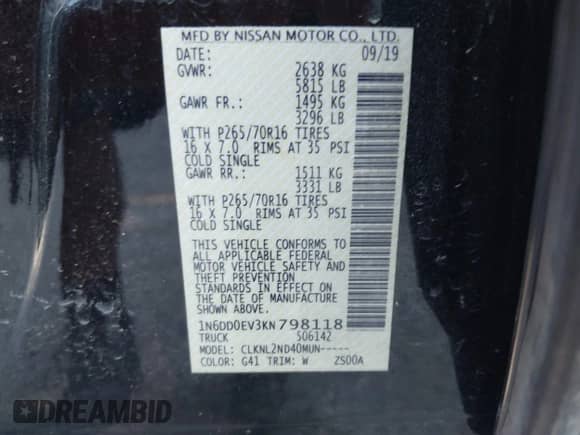 MFD BY NISSAN MOTOR CO., LTD.
DATE: 09/19
GVWR: 2638 KG
5815 LB
GAWR FR.: 1495 KG
3296 LB
WITH P265/70R16 TIRES
16 X 7.0 RIMS AT 35 PSI
COLD SINGLE
GAWR RR.: 1511 KG
3331 LB
WITH P265/70R16 TIRES
16 X 7.0 RIMS AT 35 PSI
COLD SINGLE
THIS VEHICLE CONFORMS TO
ALL APPLICABLE FEDERAL
MOTOR VEHICLE SAFETY AND
THEFT PREVENTION
STANDARDS IN EFFECT ON
THE DATE OF MANUFACTURE
SHOWN ABOVE.
1N6DD0EV3KN798118
TRUCK 506142
MODEL: CLKNL2ND40MUN-----
COLOR: G41 TRIM: W ZS00A
DREAMBID